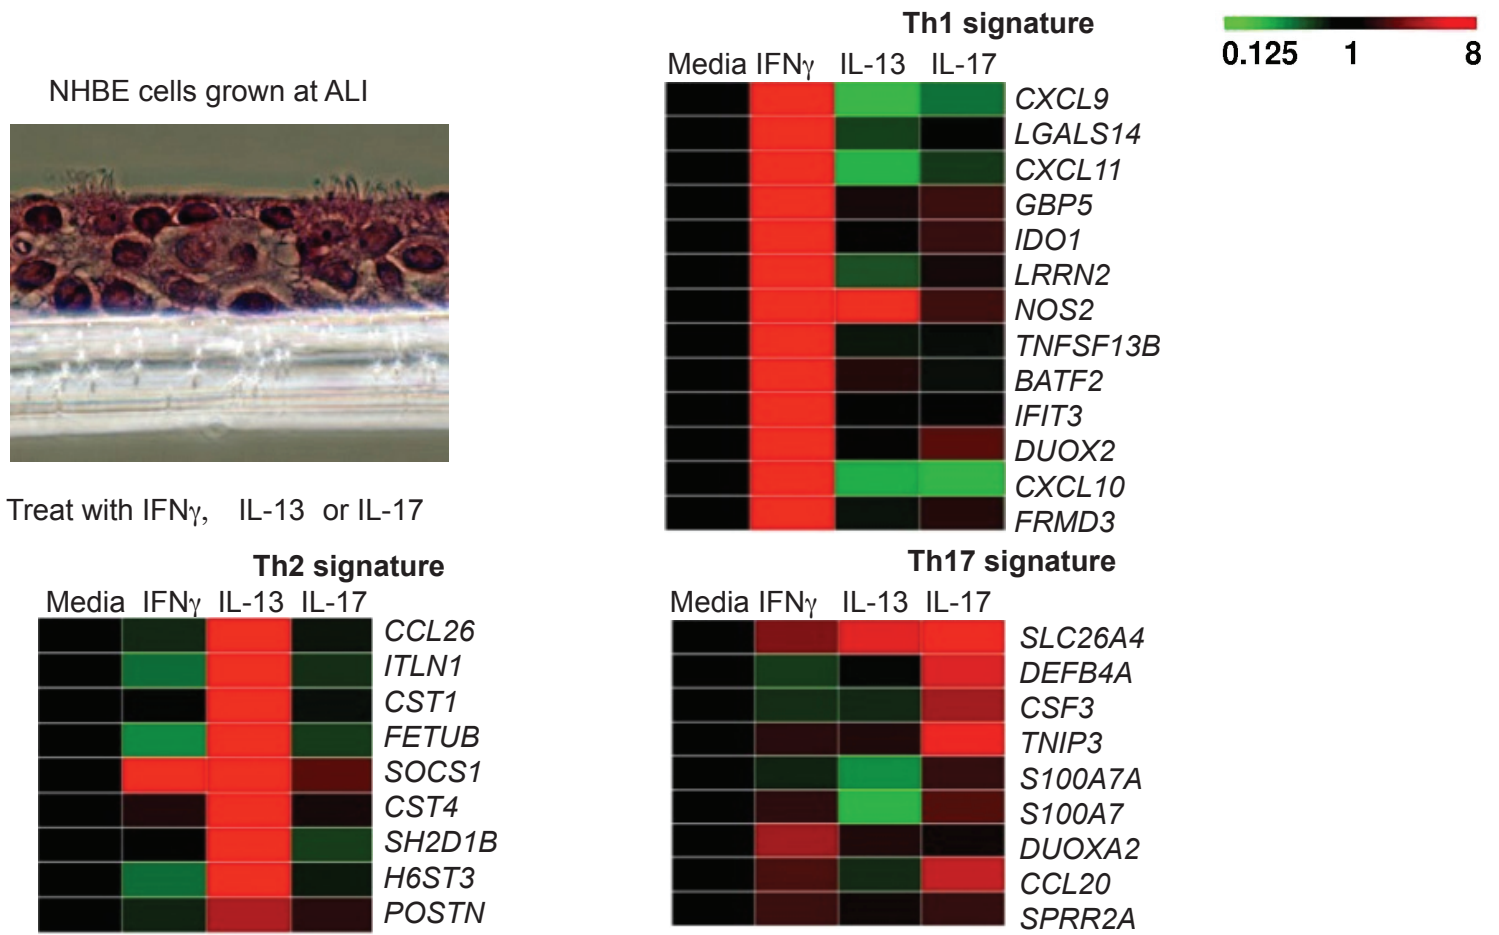 NHBE cells grown at ALI
Treat with IFNγ, IL-13 or IL-17
Th1 signature
Media IFNγ IL-13 IL-17
CXCL9
LGALS14
CXCL11
GBP5
IDO1
LRRN2
NOS2
TNFSF13B
BATF2
IFIT3
DUOX2
CXCL10
FRMD3
0.125 1 8
Th2 signature
Media IFNγ IL-13 IL-17
CCL26
ITLN1
CST1
FETUB
SOCS1
CST4
SH2D1B
H6ST3
POSTN
Th17 signature
Media IFNγ IL-13 IL-17
SLC26A4
DEFB4A
CSF3
TNIP3
S100A7A
S100A7
DUOXA2
CCL20
SPRR2A